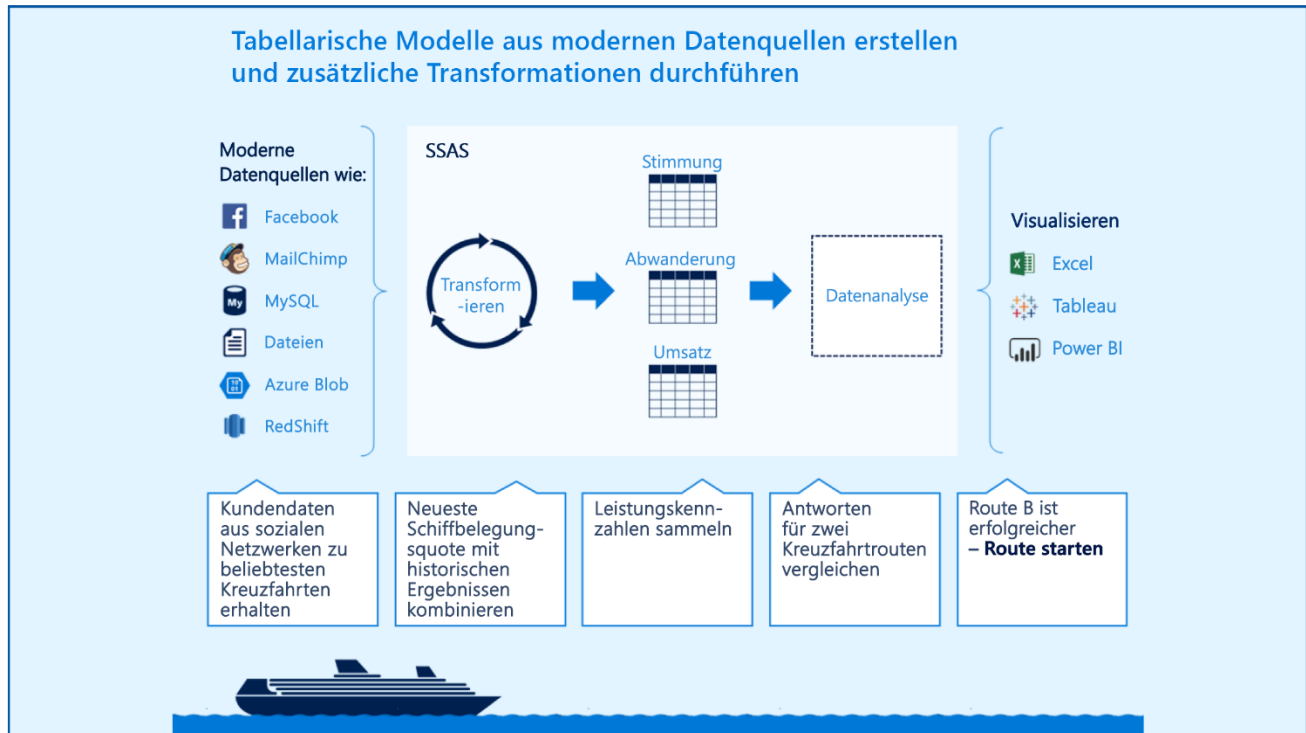 Tabellarische Modelle aus modernen Datenquellen erstellen
und zusätzliche Transformationen durchführen
Moderne
Datenquellen wie:
Facebook
MailChimp
My
MySQL
Dateien
Azure Blob
RedShift
SSAS
Transform
-ieren
Stimmung
Abwanderung
Umsatz
Datenanalyse
Visualisieren
Excel
Tableau
Power BI
Kundendaten
aus sozialen
Netzwerken zu
beliebtesten
Kreuzfahrten
erhalten
Neueste
Schiffbelegung-
squote mit
historischen
Ergebnissen
kombinieren
Leistungskenn-
zahlen sammeln
Antworten
für zwei
Kreuzfahrtrouten
vergleichen
Route B ist
erfolgreicher
– Route starten